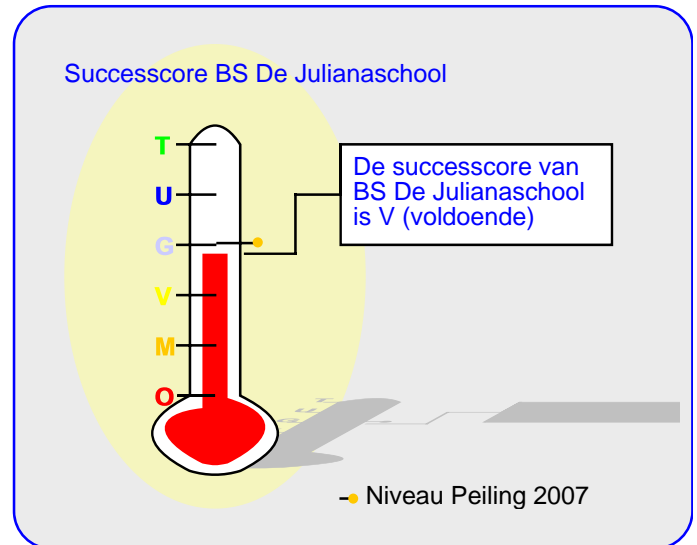 Successcore BS De Julianaschool
T
De successcore van
BS De Julianaschool
is V (voldoende)
U
G
V
M
O
Niveau Peiling 2007